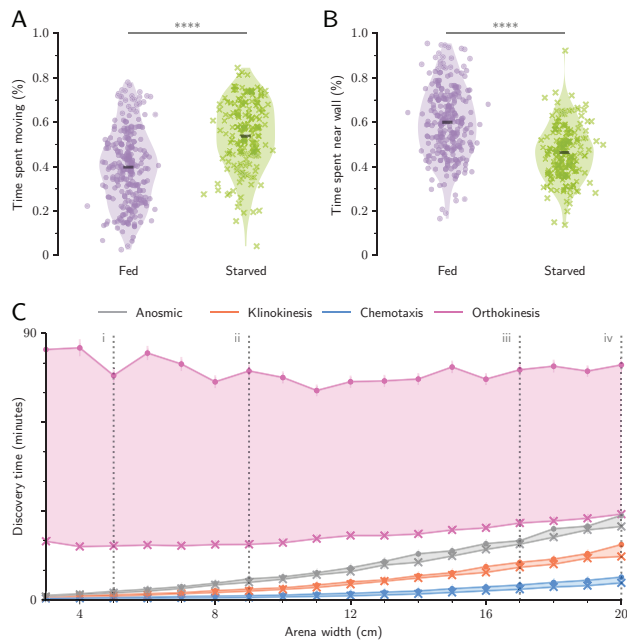 A
B
****
****
Time spent moving (%)
1.0
0.8
0.6
0.4
0.2
0
Fed
Starved
Time spent near wall (%)
1.0
0.8
0.6
0.4
0.2
0
Fed
Starved
C
Anosmic Klinokinesis Chemotaxis Orthokinesis
90
i ii iii iv
Discovery time (minutes)
0
4 8 12 16 20
Arena width (cm)